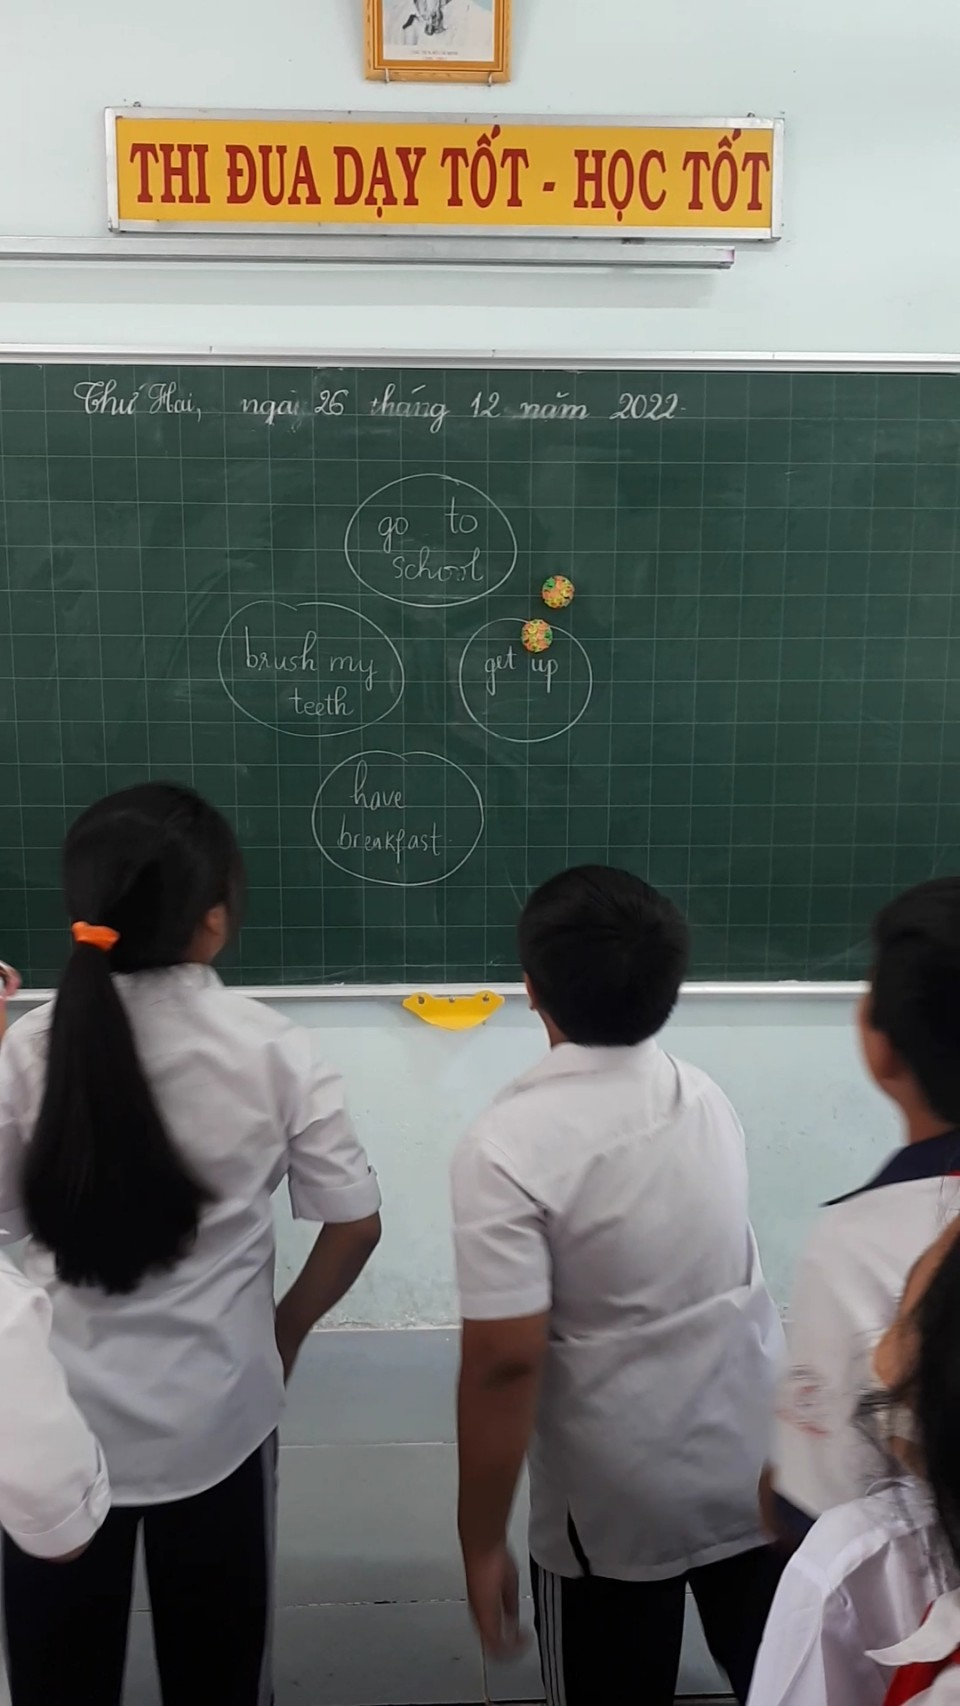 THI ĐUA DẠY TỐT - HỌC TỐT
Thứ Hai, ngài 26 tháng 12 năm 2022
go to
school
brush my
teeth
get up
have
breakfast